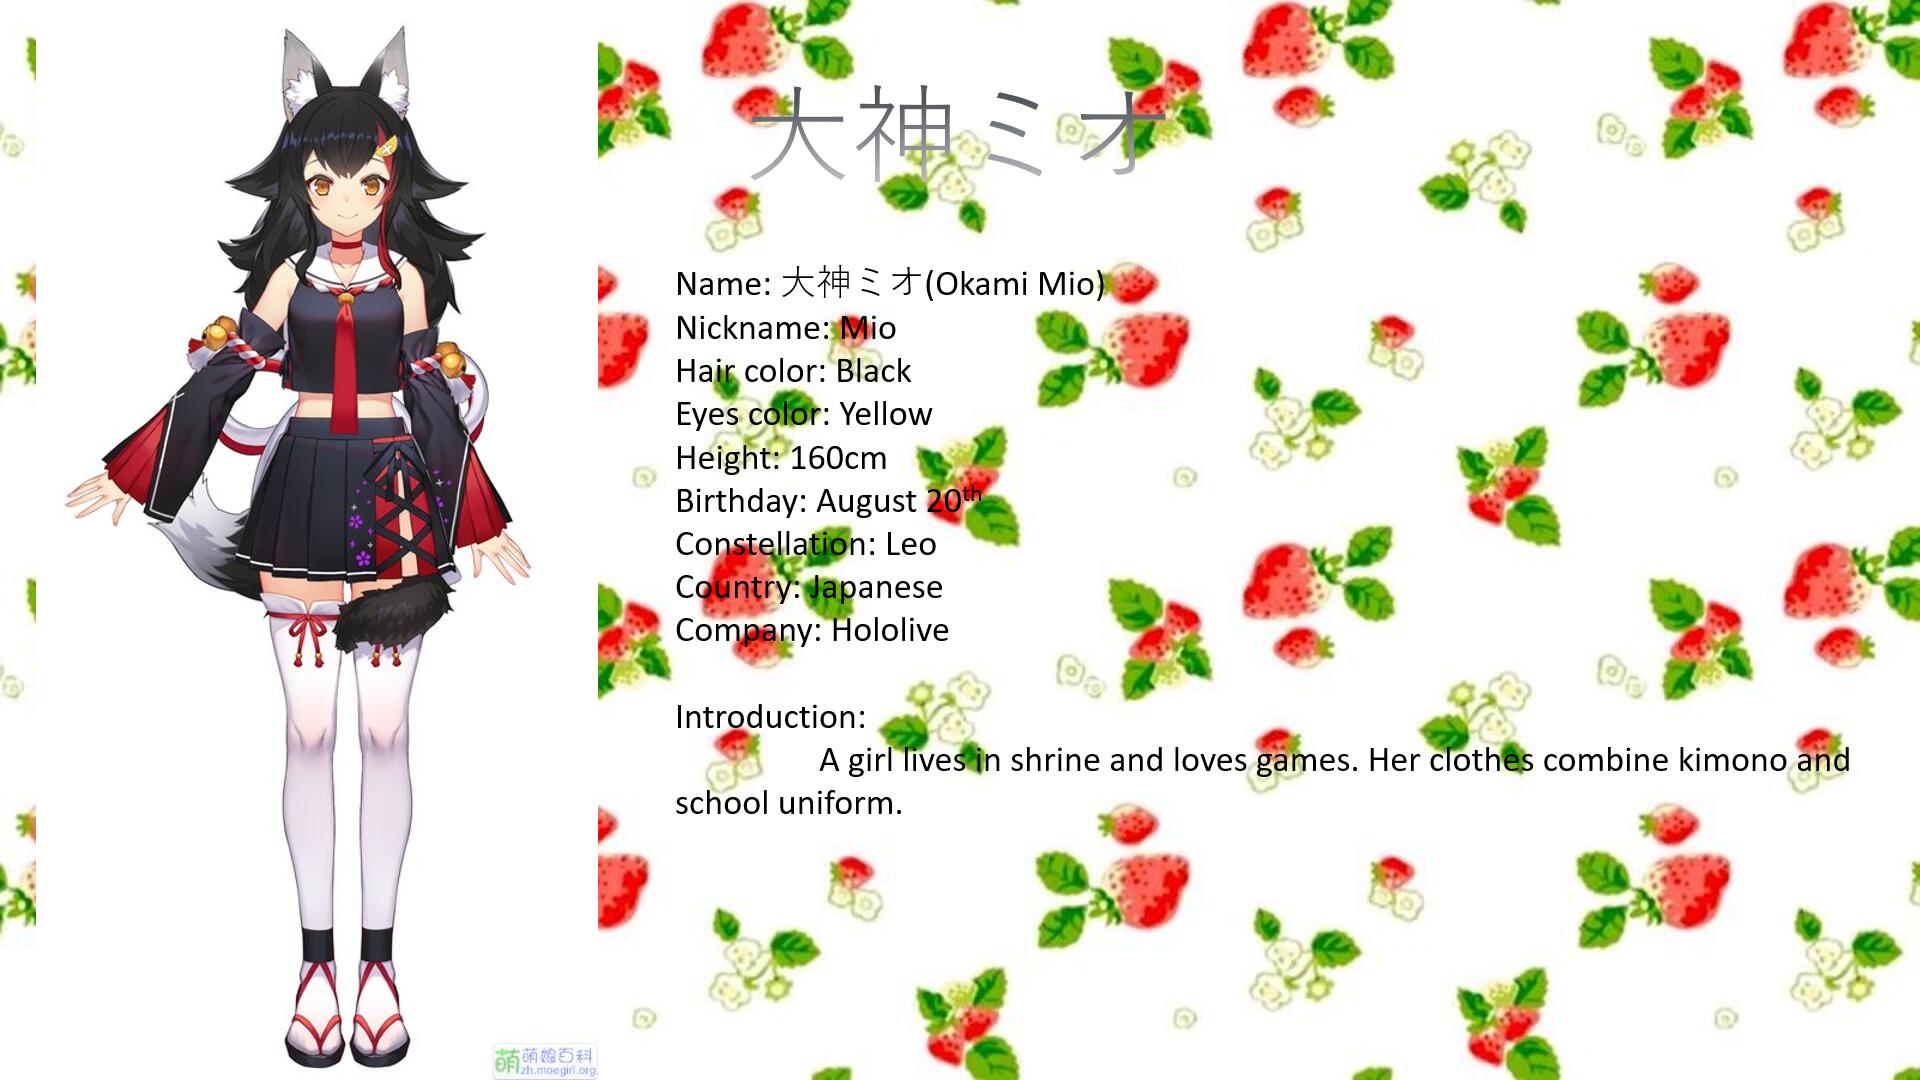 大神ミオ
Name: 大神ミオ(Okami Mio)
Nickname: Mio
Hair color: Black
Eyes color: Yellow
Height: 160cm
Birthday: August 20th
Constellation: Leo
Country: Japanese
Company: Hololive
Introduction:
A girl lives in shrine and loves games. Her clothes combine kimono and
school uniform.
萌 萌娘百科
zh.moegirl.org